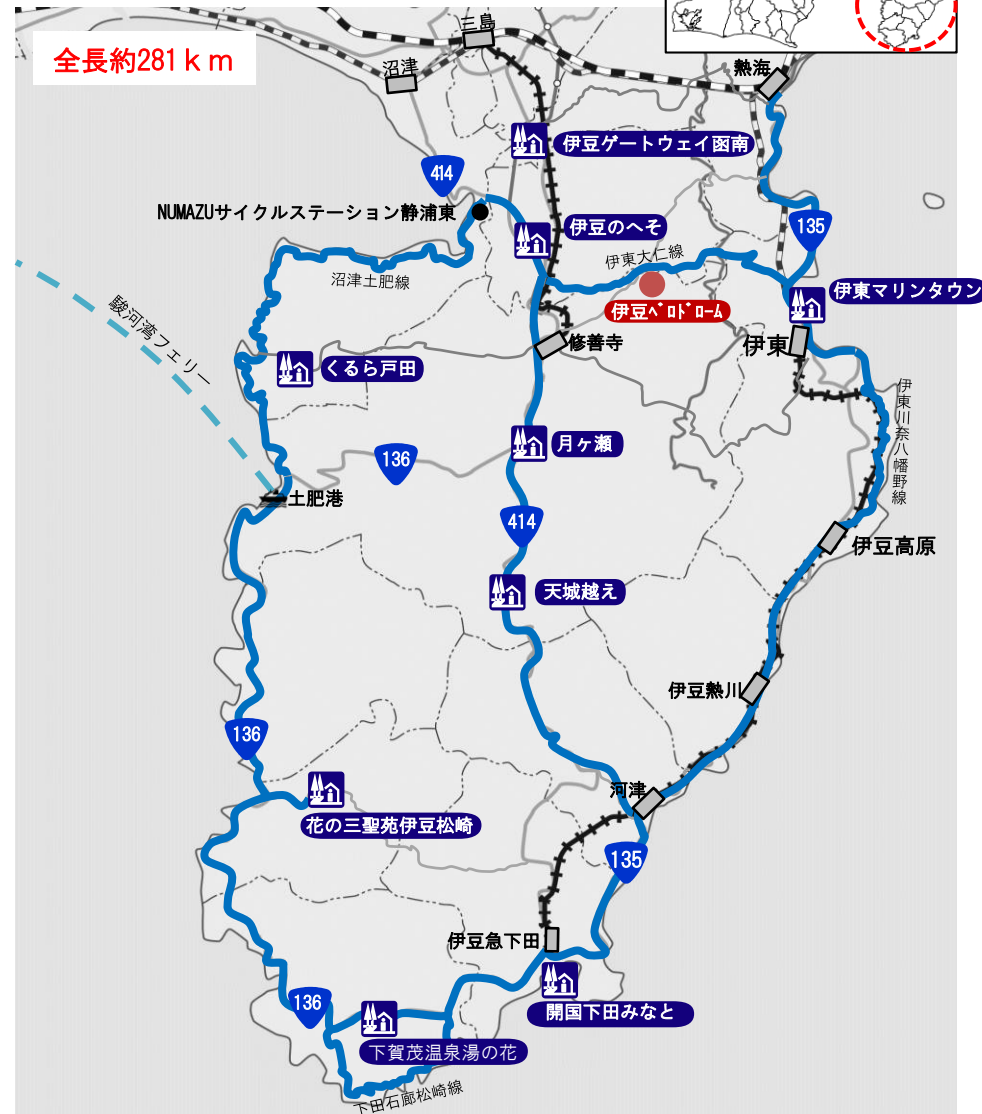 三島
全長約281ｋｍ
沼津
熱海
伊豆ゲートウェイ函南
414
NUMAZUサイクルステーション静浦東
135
伊豆のへそ
伊東大仁線
沼津土肥線
伊東マリンタウン
伊豆ﾍﾞﾛﾄﾞﾛｰﾑ
駿河湾フェリー
修善寺
伊東
くるら戸田
伊東川奈八幡野線
月ヶ瀬
136
土肥港
414
伊豆高原
天城越え
伊豆熱川
136
河津
花の三聖苑伊豆松崎
135
伊豆急下田
136
開国下田みなと
下賀茂温泉湯の花
下田石廊松崎線